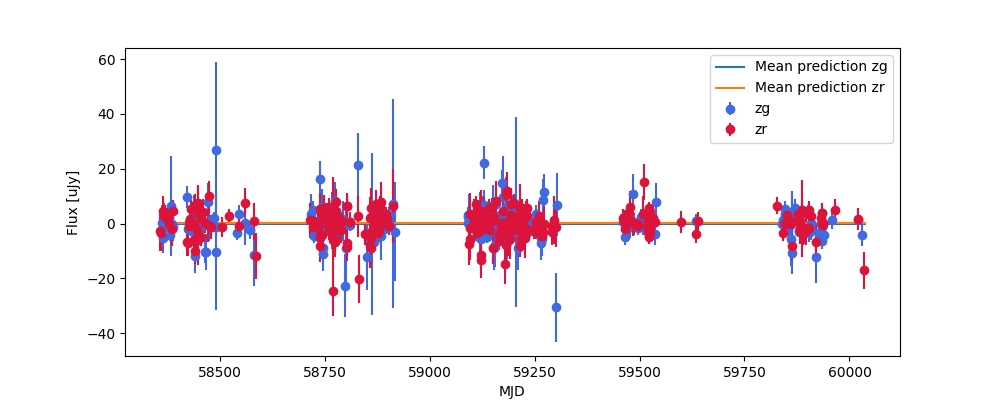 60
40
20
0
−20
−40
Flux [uJy]
58500
58750
59000
59250
59500
59750
60000
MJD
Mean prediction zg
Mean prediction zr
zg
zr